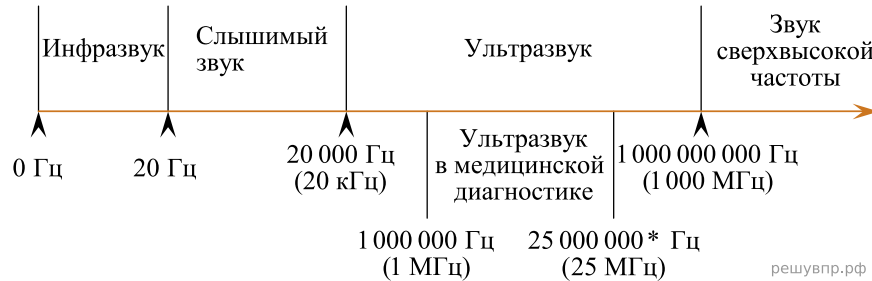 Инфразвук
Слышимый
звук
Ультразвук
Звук
сверхвысокой
частоты
0 Гц
20 Гц
20 000 Гц
(20 кГц)
Ультразвук
в медицинской
диагностике
1 000 000 000 Гц
(1 000 МГц)
1 000 000 Гц
(1 МГц)
25 000 000* Гц
(25 МГц)
решувпр.рф